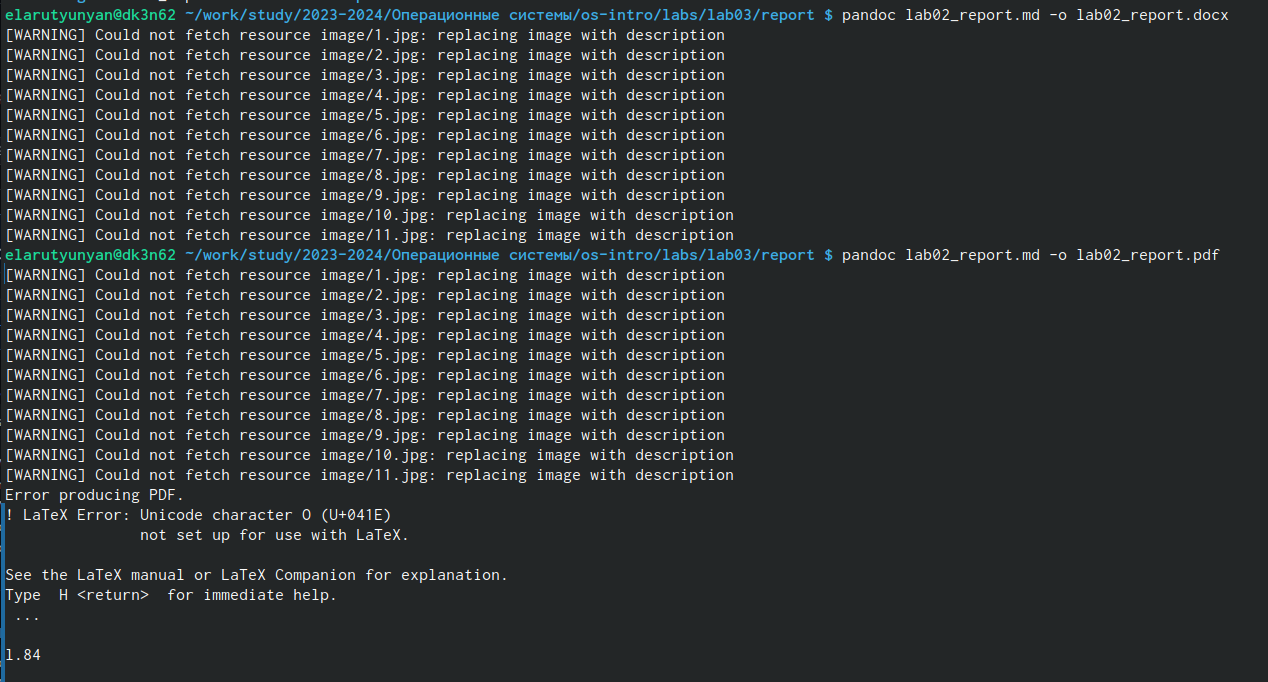 elarutyunyan@dk3n62 ~/work/study/2023-2024/Операционные системы/os-intro/labs/lab03/report $ pandoc lab02_report.md -o lab02_report.docx
[WARNING] Could not fetch resource image/1.jpg: replacing image with description
[WARNING] Could not fetch resource image/2.jpg: replacing image with description
[WARNING] Could not fetch resource image/3.jpg: replacing image with description
[WARNING] Could not fetch resource image/4.jpg: replacing image with description
[WARNING] Could not fetch resource image/5.jpg: replacing image with description
[WARNING] Could not fetch resource image/6.jpg: replacing image with description
[WARNING] Could not fetch resource image/7.jpg: replacing image with description
[WARNING] Could not fetch resource image/8.jpg: replacing image with description
[WARNING] Could not fetch resource image/9.jpg: replacing image with description
[WARNING] Could not fetch resource image/10.jpg: replacing image with description
[WARNING] Could not fetch resource image/11.jpg: replacing image with description
elarutyunyan@dk3n62 ~/work/study/2023-2024/Операционные системы/os-intro/labs/lab03/report $ pandoc lab02_report.md -o lab02_report.pdf
[WARNING] Could not fetch resource image/1.jpg: replacing image with description
[WARNING] Could not fetch resource image/2.jpg: replacing image with description
[WARNING] Could not fetch resource image/3.jpg: replacing image with description
[WARNING] Could not fetch resource image/4.jpg: replacing image with description
[WARNING] Could not fetch resource image/5.jpg: replacing image with description
[WARNING] Could not fetch resource image/6.jpg: replacing image with description
[WARNING] Could not fetch resource image/7.jpg: replacing image with description
[WARNING] Could not fetch resource image/8.jpg: replacing image with description
[WARNING] Could not fetch resource image/9.jpg: replacing image with description
[WARNING] Could not fetch resource image/10.jpg: replacing image with description
[WARNING] Could not fetch resource image/11.jpg: replacing image with description
Error producing PDF.
! LaTeX Error: Unicode character О (U+041E)
not set up for use with LaTeX.
See the LaTeX manual or LaTeX Companion for explanation.
Type  H <return>  for immediate help.
...
l.84